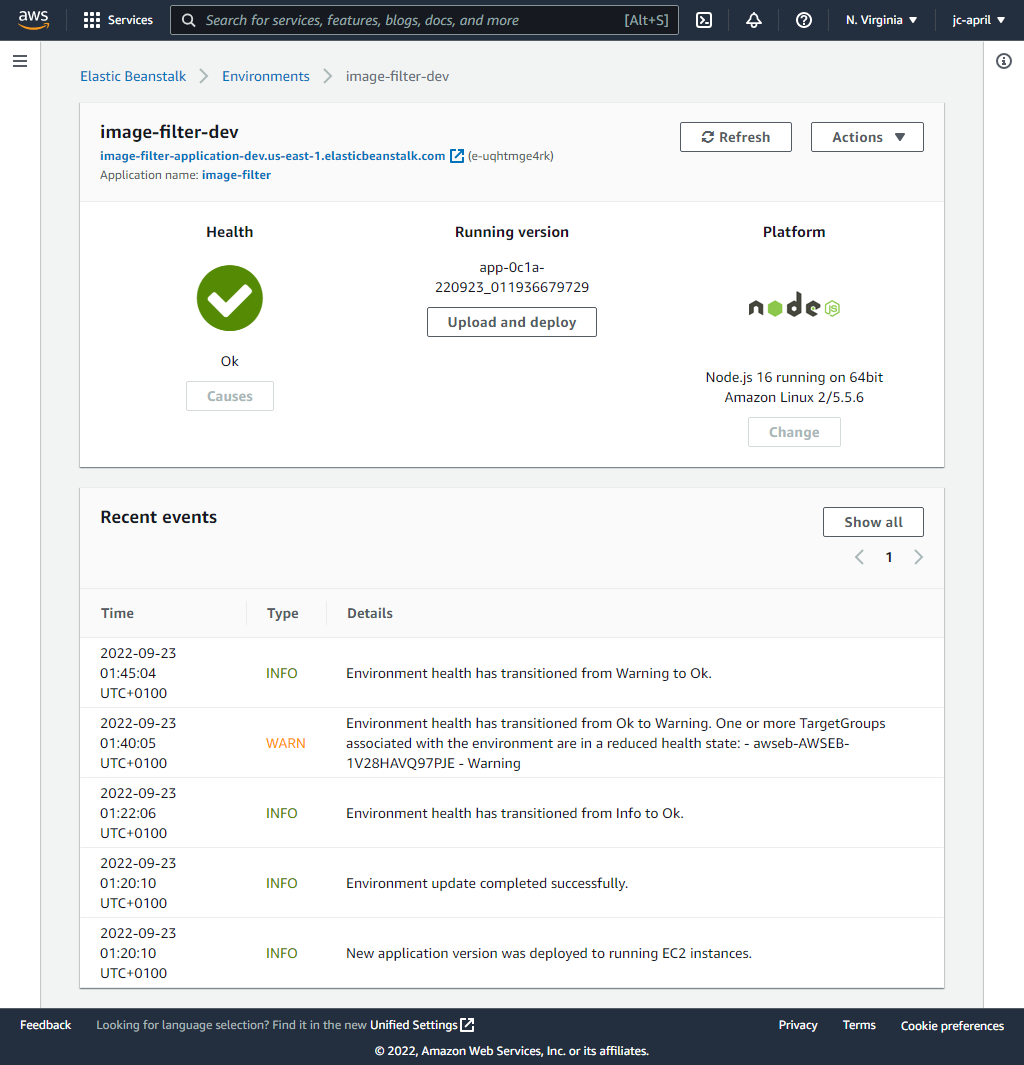 aws
Services
Search for services, features, blogs, docs, and more
[Alt+S]
N. Virginia
jc-april
Elastic Beanstalk
Environments
image-filter-dev
image-filter-dev
Refresh
Actions
image-filter-application-dev.us-east-1.elasticbeanstalk.com (e-uqhtmge4rk)
Application name: image-filter
Health
Ok
Causes
Running version
app-0c1a-
220923_011936679729
Upload and deploy
Platform
node
JS
Node.js 16 running on 64bit
Amazon Linux 2/5.5.6
Change
Recent events
Show all
1
Time
Type
Details
2022-09-23
01:45:04
UTC+0100
INFO
Environment health has transitioned from Warning to Ok.
2022-09-23
01:40:05
UTC+0100
WARN
Environment health has transitioned from Ok to Warning. One or more TargetGroups
associated with the environment are in a reduced health state: - awseb-AWSEB-
1V28HAVQ97PJE - Warning
2022-09-23
01:22:06
UTC+0100
INFO
Environment health has transitioned from Info to Ok.
2022-09-23
01:20:10
UTC+0100
INFO
Environment update completed successfully.
2022-09-23
01:20:10
UTC+0100
INFO
New application version was deployed to running EC2 instances.
Feedback
Looking for language selection? Find it in the new Unified Settings
Privacy
Terms
Cookie preferences
© 2022, Amazon Web Services, Inc. or its affiliates.